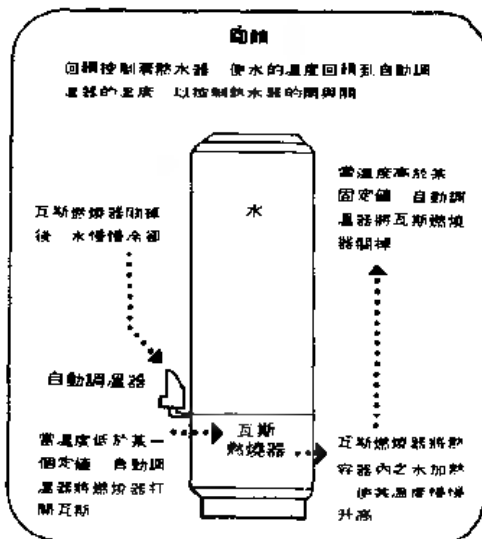 回饋
回饋控制著熱水器 使水的溫度回饋到自動調
溫器的溫度 以控制熱水器的開與關
瓦斯燃燒器關掉
後 水慢慢冷卻
水
當溫度高於某
固定值 自動調
溫器將瓦斯燃燒
器關掉
自動調溫器
當溫度低於某一
個定值 自動調
溫器將燃燒器打
開瓦斯
瓦斯
燃燒器
瓦斯燃燒器將熱
容器內之水加熱
使其溫度慢慢
升高